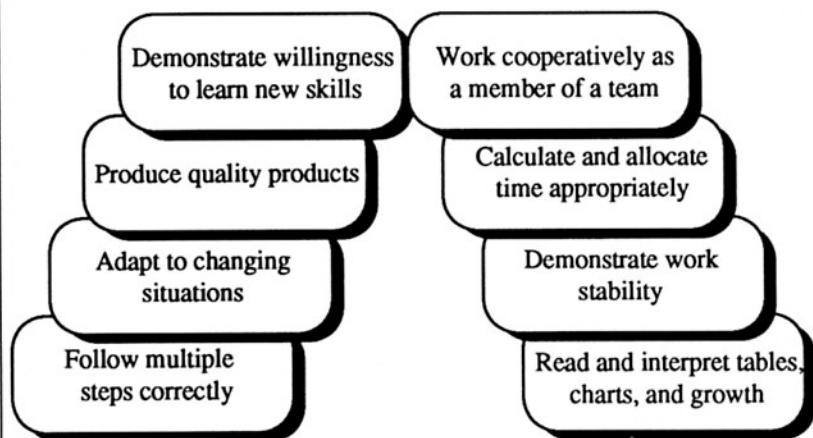 Demonstrate willingness
to learn new skills
Work cooperatively as
a member of a team
Produce quality products
Calculate and allocate
time appropriately
Adapt to changing
situations
Demonstrate work
stability
Follow multiple
steps correctly
Read and interpret tables,
charts, and growth